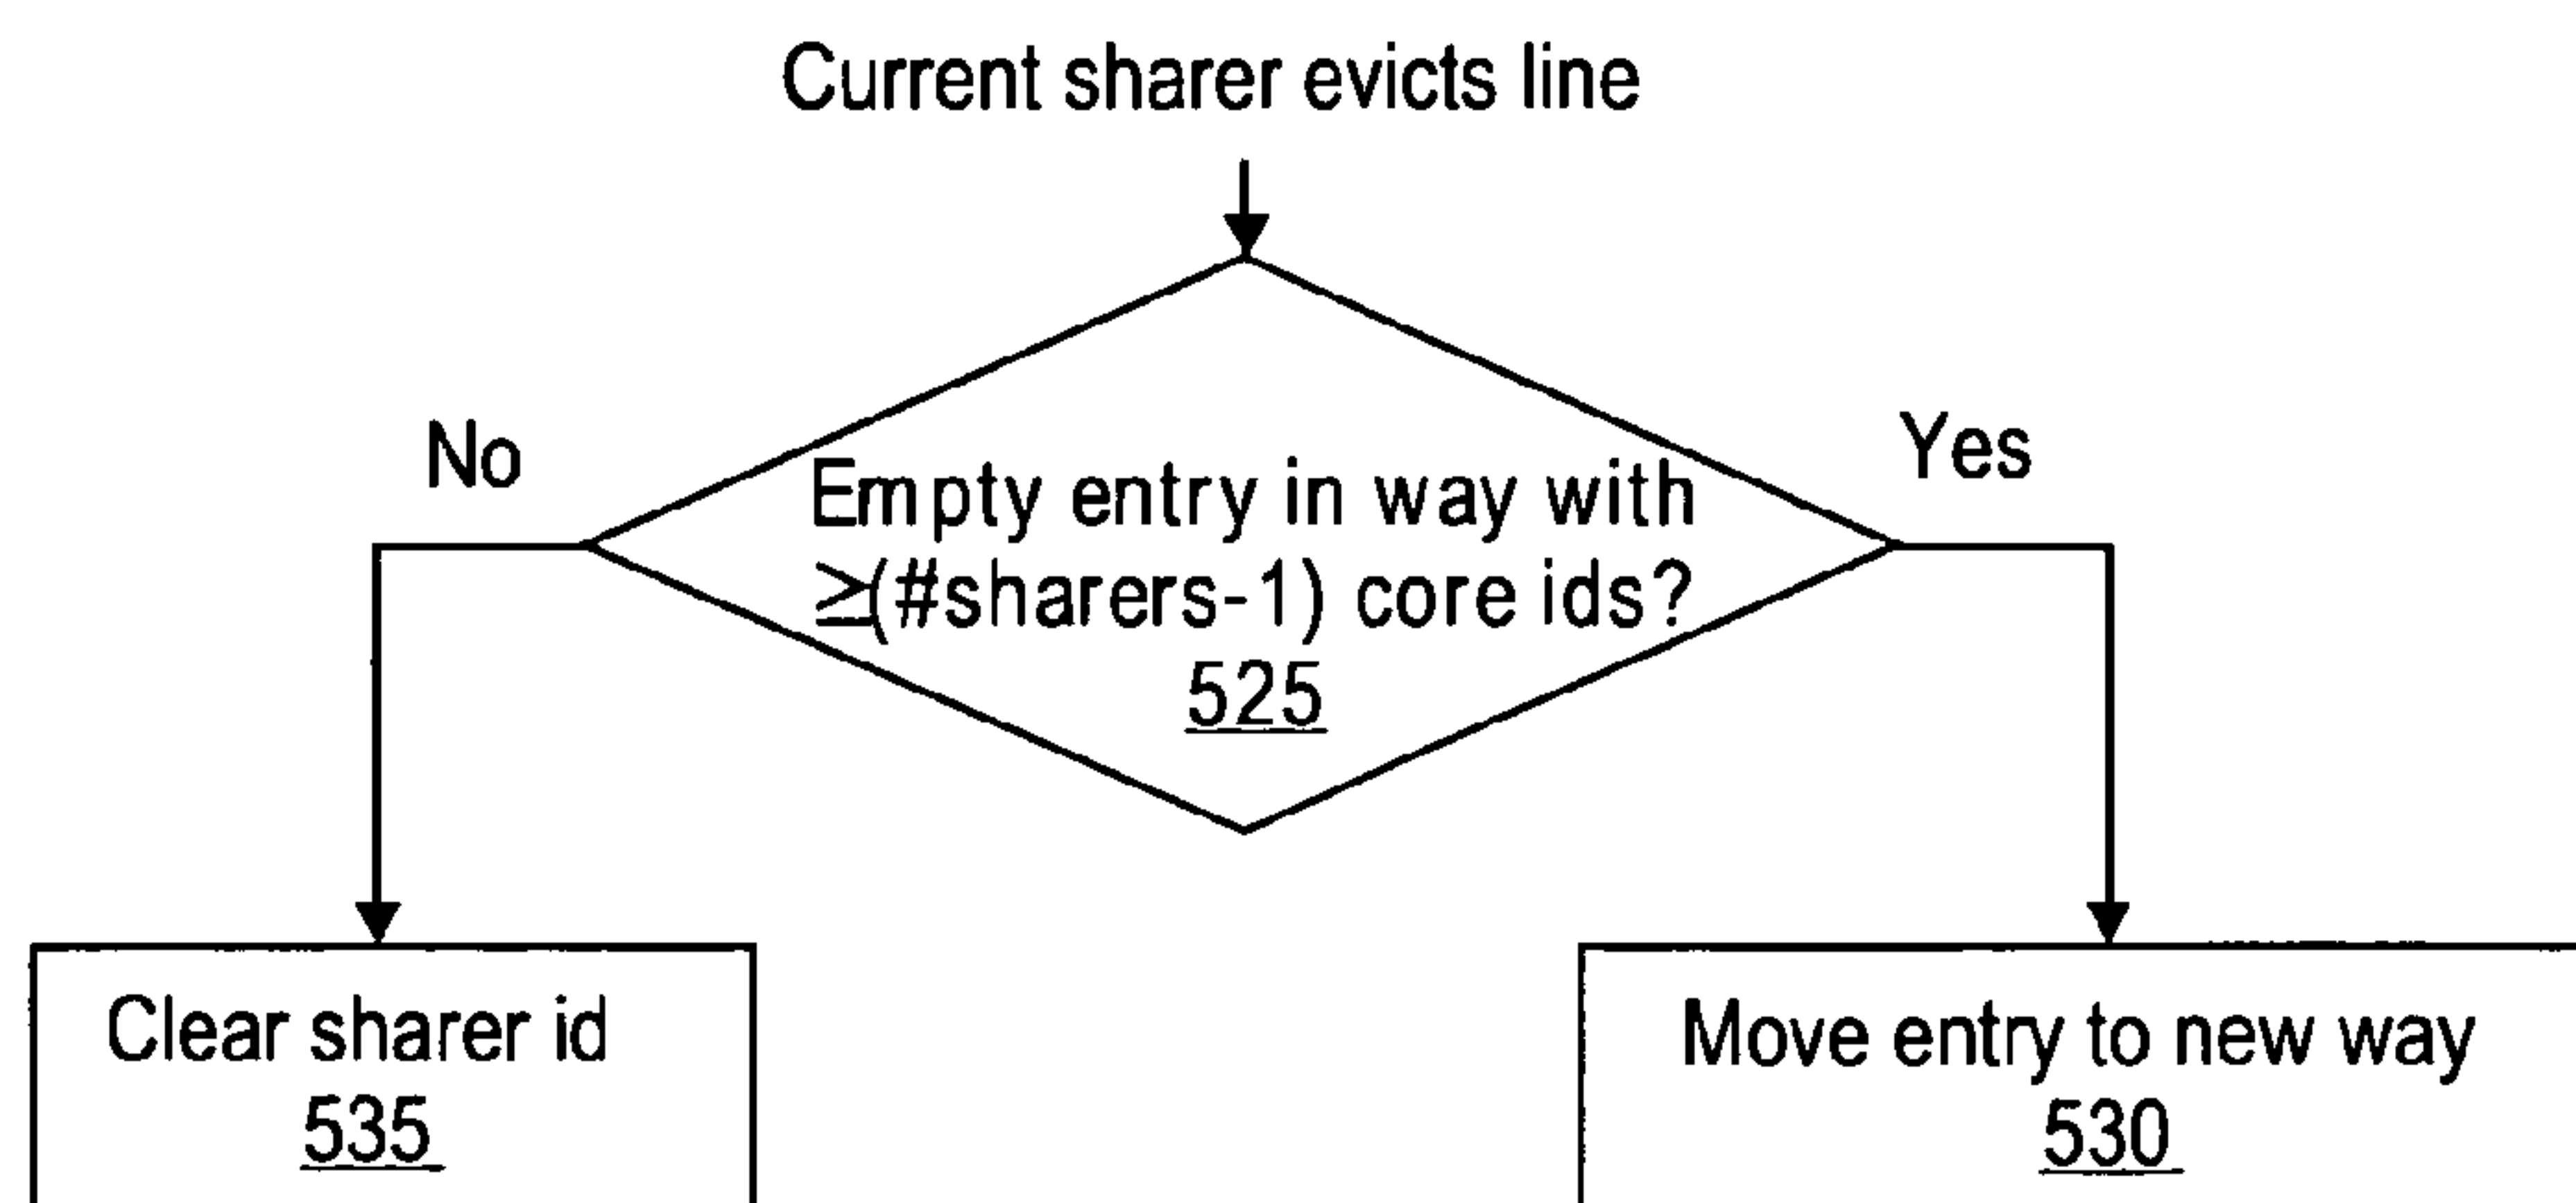 Current sharer evicts line
No
Yes
Empty entry in way with
≥(#sharers-1) core ids?
525
Clear sharer id
535
Move entry to new way
530